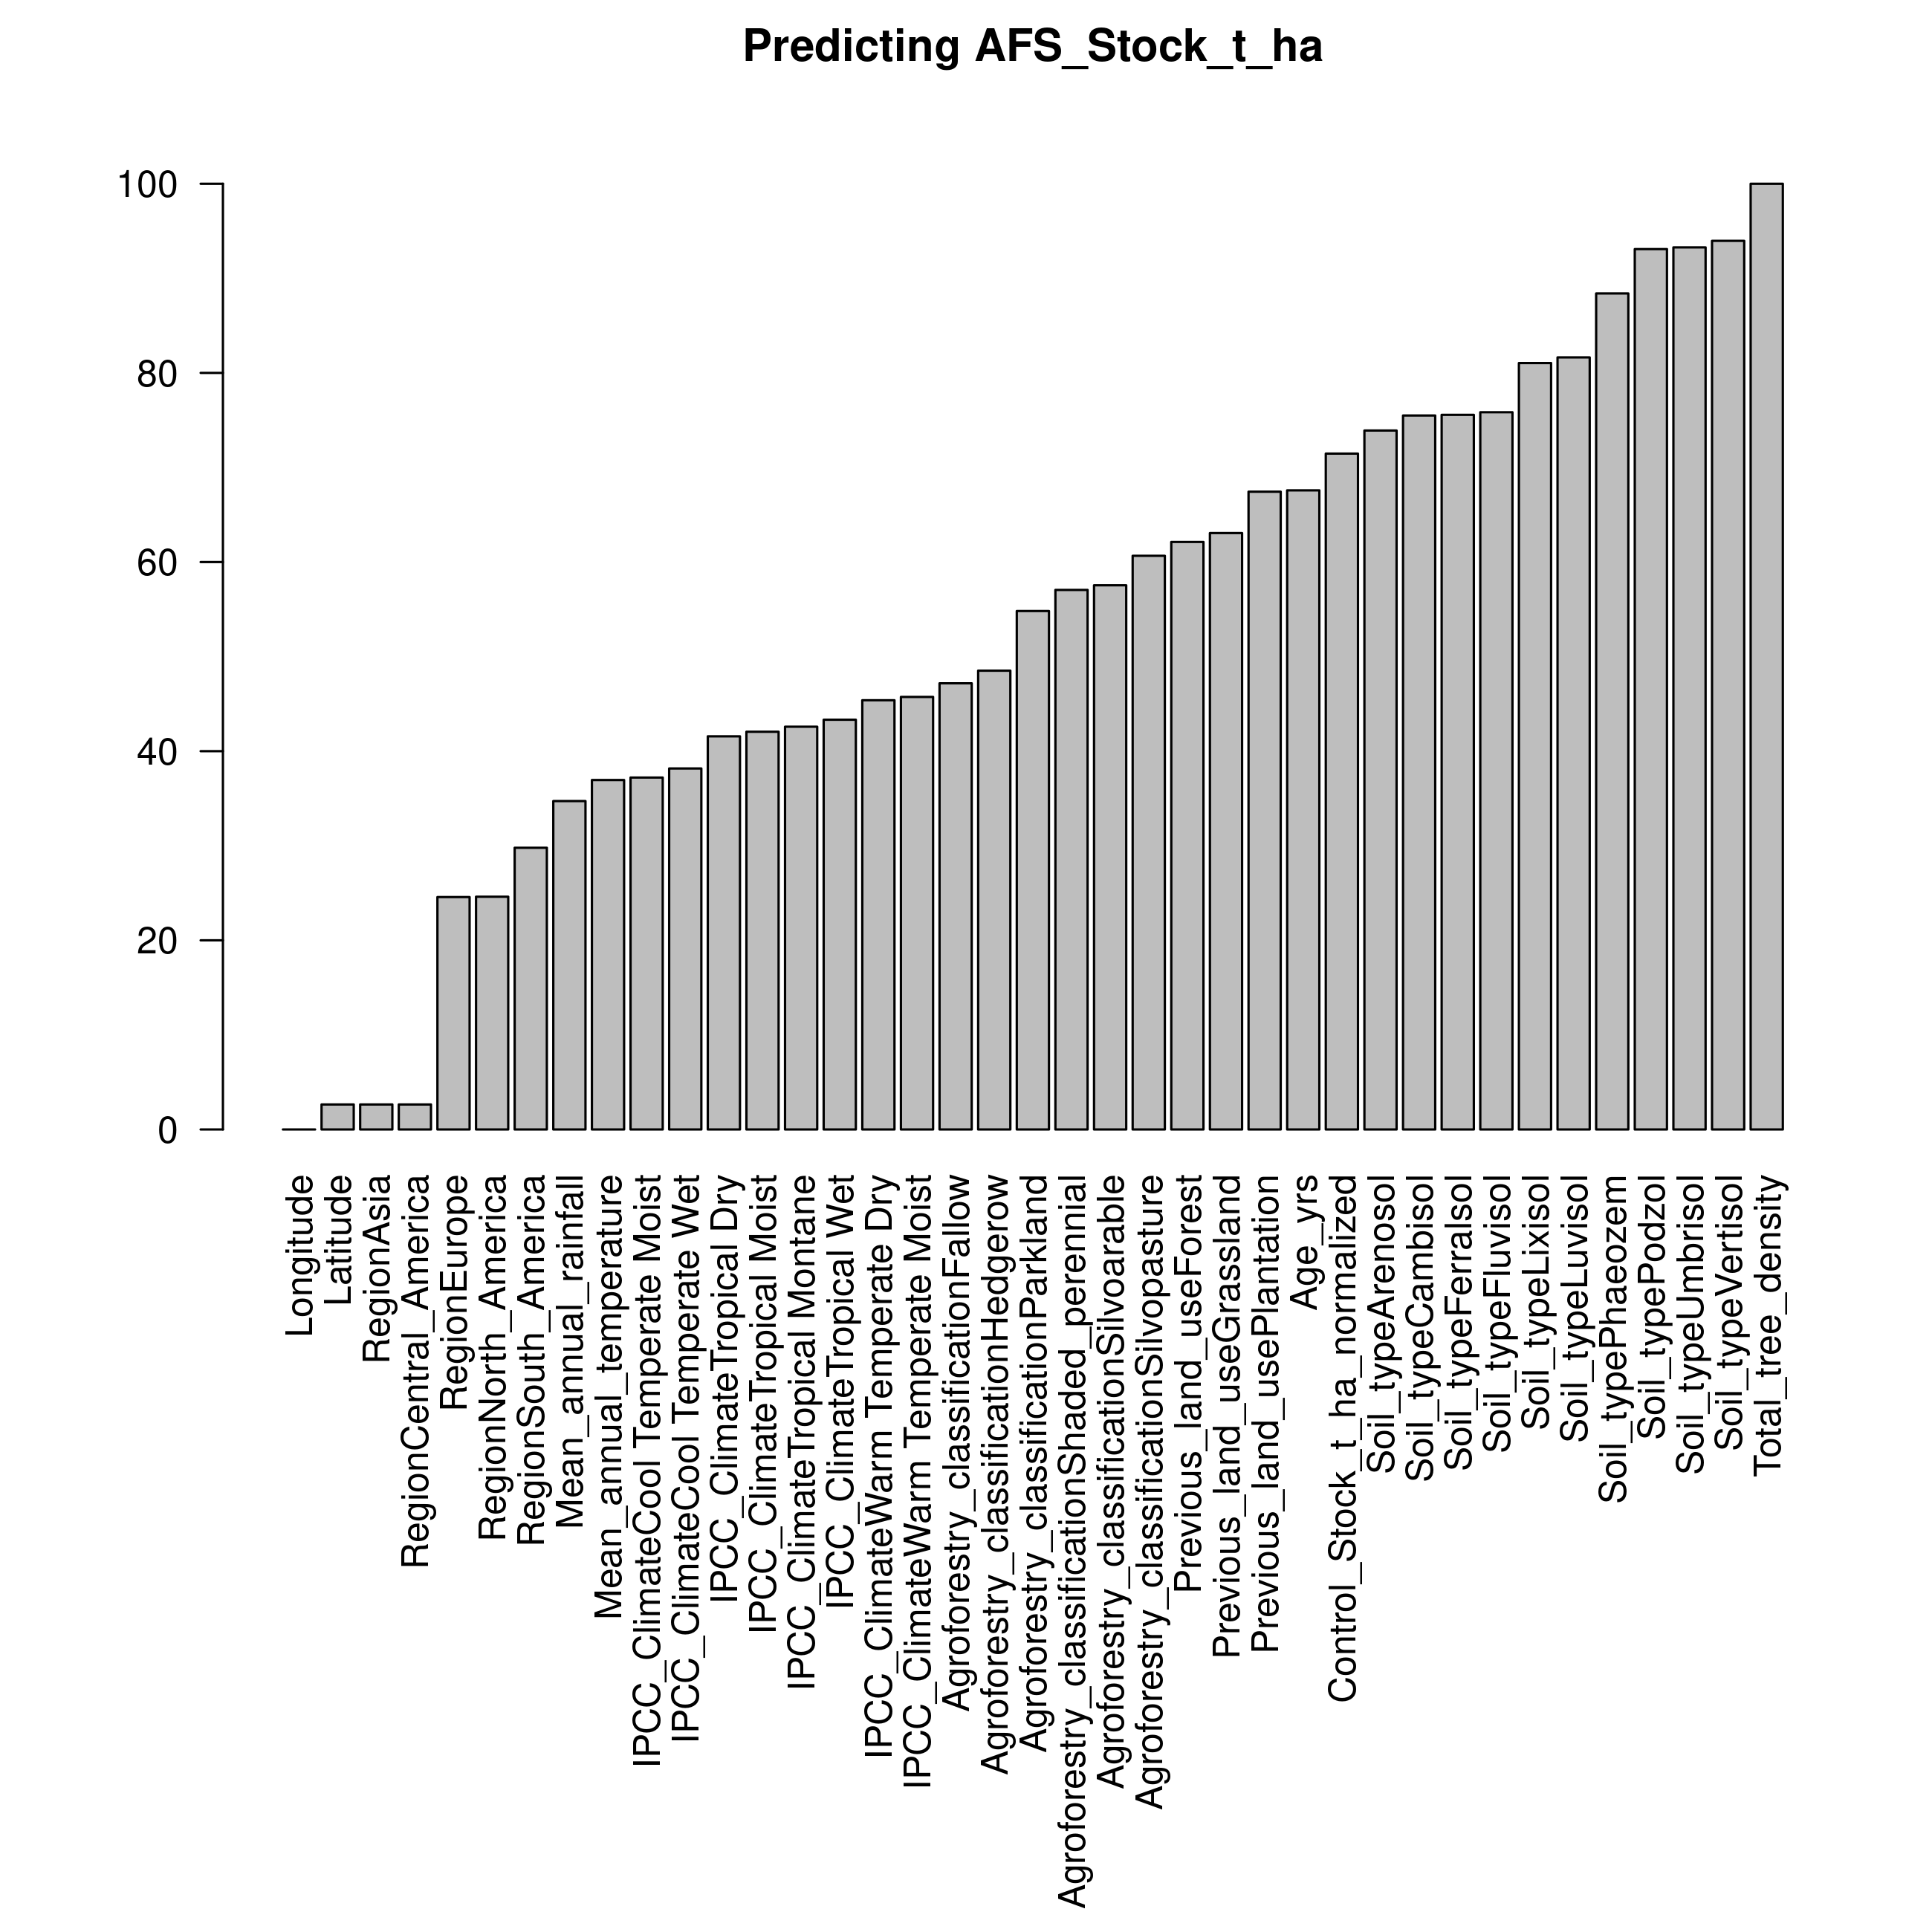 Predicting AFS_Stock_t_ha
100
80
60
40
20
0
Longitude
Latitude
RegionAsia
RegionCentral_America
RegionEurope
RegionNorth_America
RegionSouth_America
Mean_annual_rainfall
Mean_annual_temperature
IPCC_ClimateCool Temperate Moist
IPCC_ClimateCool Temperate Wet
IPCC_ClimateTropical Dry
IPCC_ClimateTropical Moist
IPCC_ClimateTropical Montane
IPCC_ClimateTropical Wet
IPCC_ClimateWarm Temperate Dry
IPCC_ClimateWarm Temperate Moist
Agroforestry_classificationFallow
Agroforestry_classificationHedgerow
Agroforestry_classificationParkland
Agroforestry_classificationShaded_perennial
Agroforestry_classificationSilvoarable
Agroforestry_classificationSilvopasture
Previous_land_useForest
Previous_land_useGrassland
Previous_land_usePlantation
Age_yrs
Control_Stock_t_ha_normalized
Soil_typeArenosol
Soil_typeCambisol
Soil_typeFerralsol
Soil_typeFluvisol
Soil_typeLixisol
Soil_typeLuvisol
Soil_typePhaeozem
Soil_typePodzol
Soil_typeUmbrisol
Soil_typeVertisol
Total_tree_density